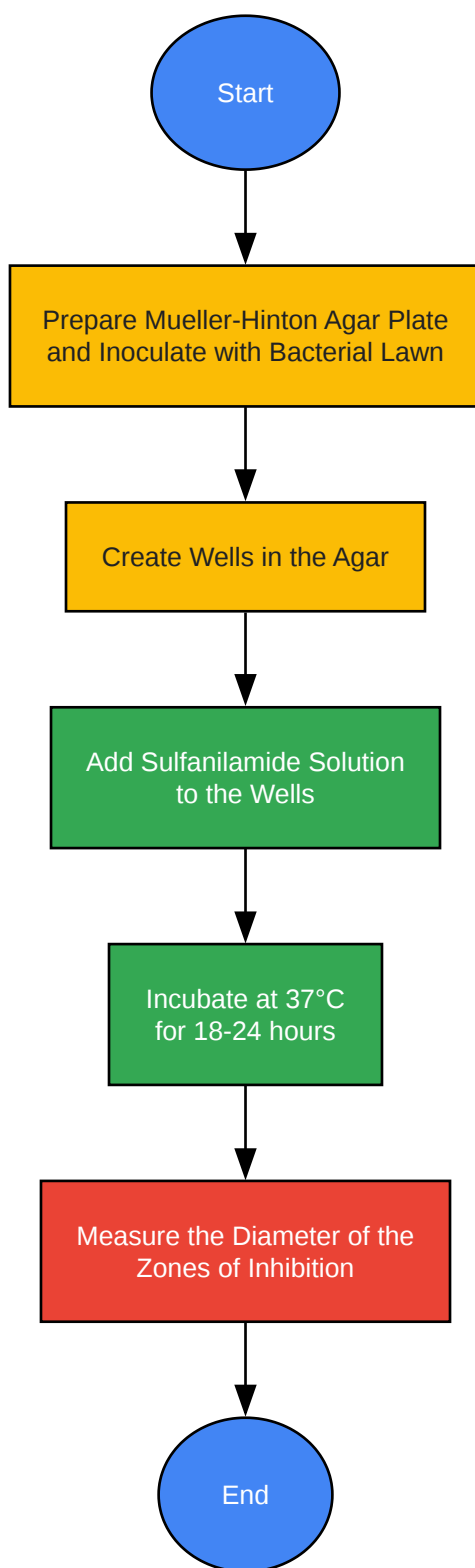 Start
Prepare Mueller-Hinton Agar Plate
and Inoculate with Bacterial Lawn
Create Wells in the Agar
Add Sulfanilamide Solution
to the Wells
Incubate at 37°C
for 18-24 hours
Measure the Diameter of the
Zones of Inhibition
End